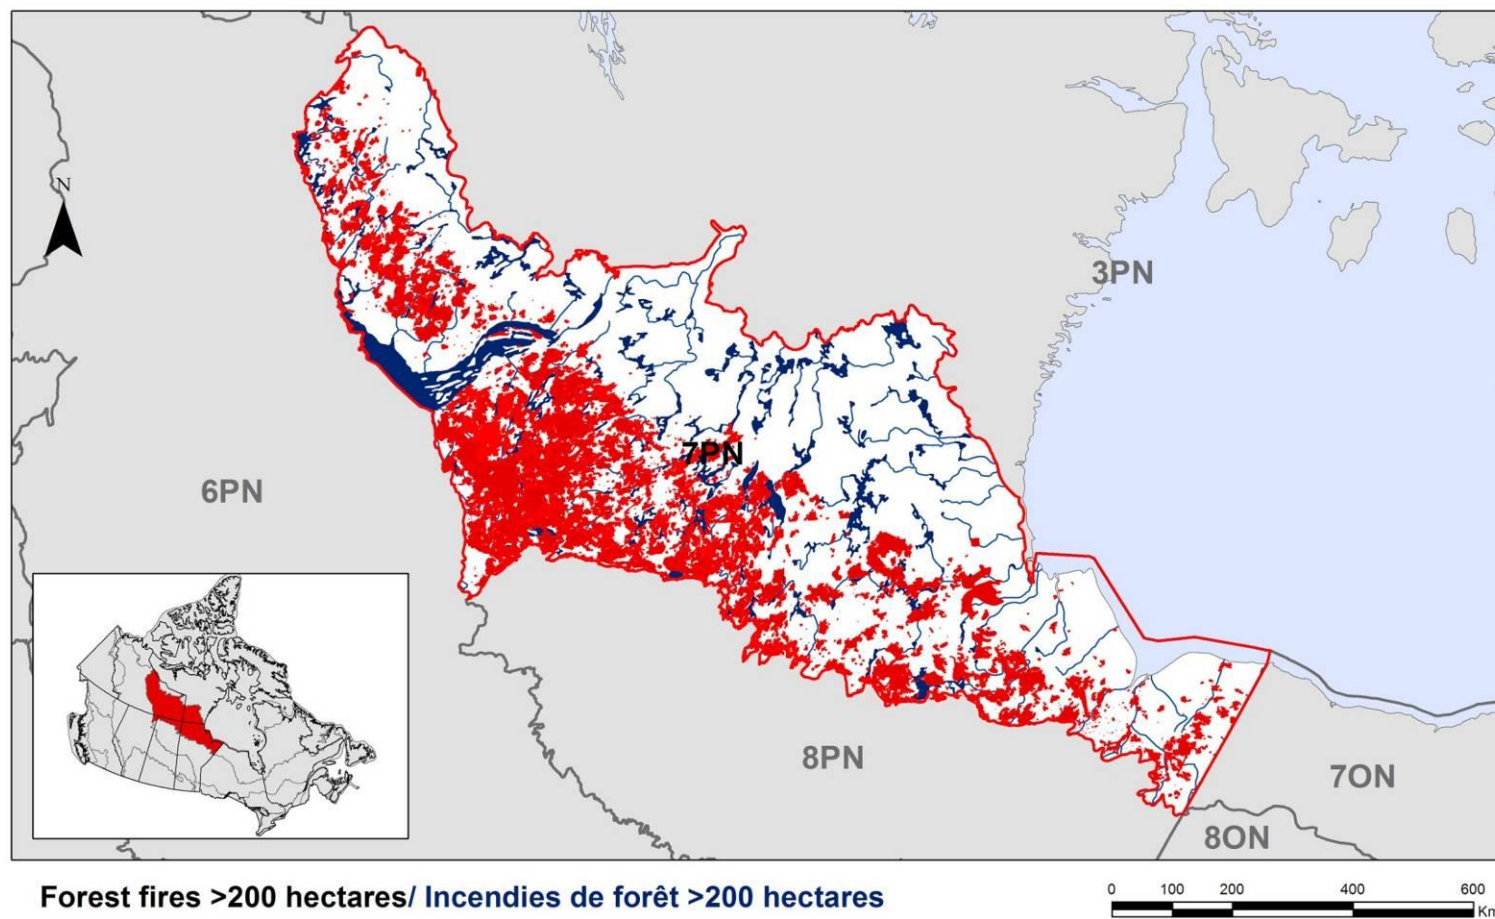 N
3PN
7PN
6PN
8PN
7ON
8ON
Forest fires >200 hectares/ Incendies de forêt >200 hectares
0 100 200 400 600
Km